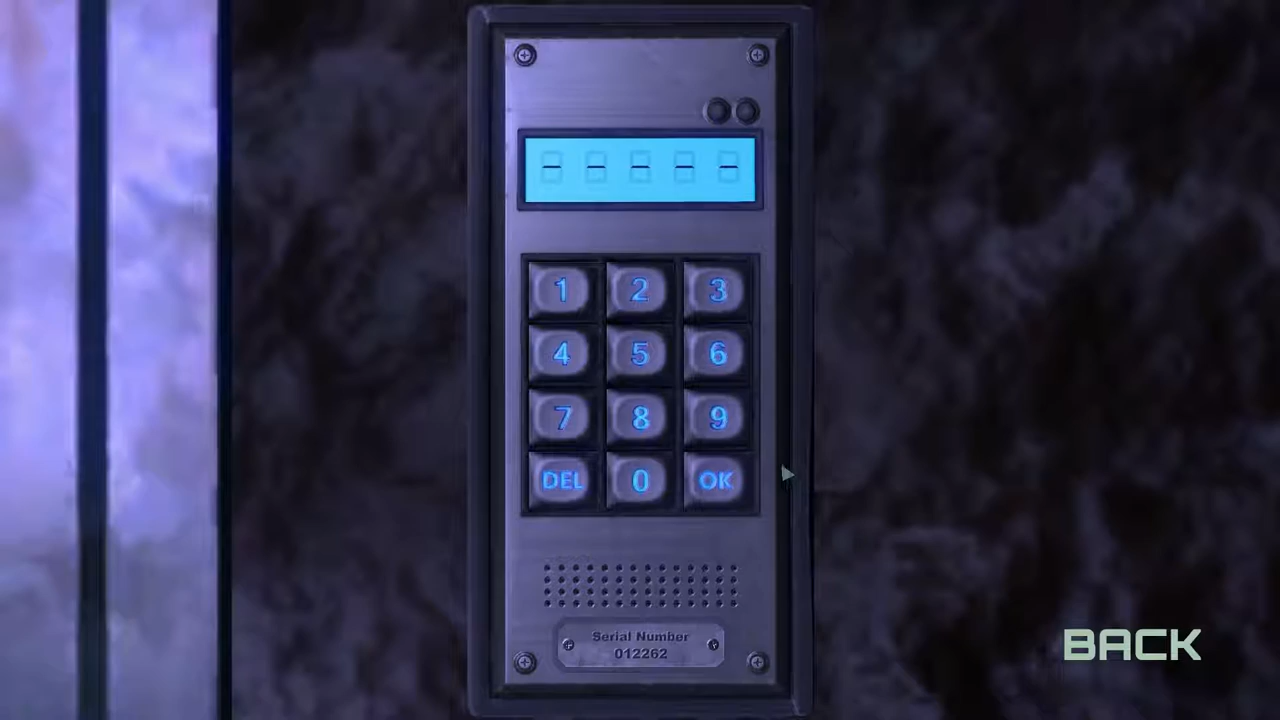 - - - - -
1 2 3
4 5 6
7 8 9
DEL 0 OK
Serial Number
012262
BACK